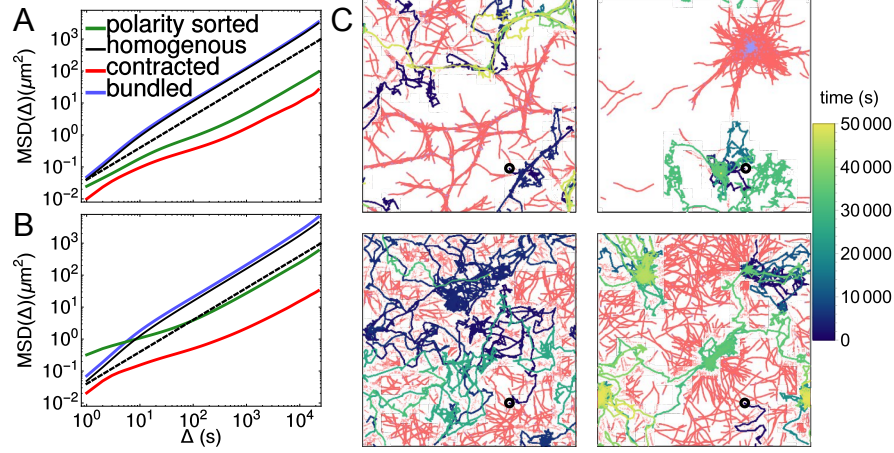 A
MSD(Δ)(μm²)
10³
10²
10¹
10⁰
10⁻¹
10⁻²
polarity sorted
homogenous
contracted
bundled
B
MSD(Δ)(μm²)
10³
10²
10¹
10⁰
10⁻¹
10⁻²
10⁰ 10¹ 10² 10³ 10⁴
Δ (s)
C
time (s)
50 000
40 000
30 000
20 000
10 000
0